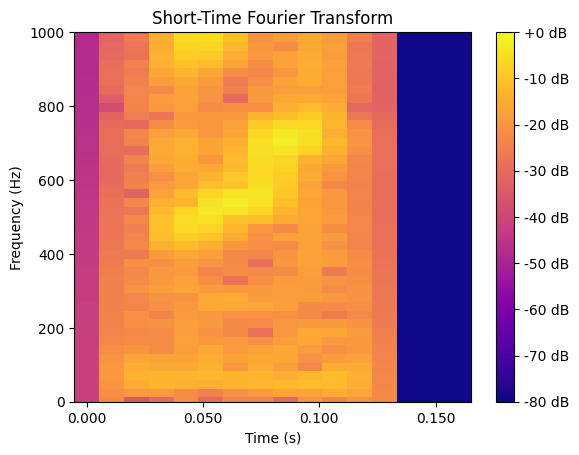 Short-Time Fourier Transform
1000
800
600
400
200
0
Frequency (Hz)
0.000
0.050
0.100
0.150
Time (s)
+0 dB
-10 dB
-20 dB
-30 dB
-40 dB
-50 dB
-60 dB
-70 dB
-80 dB